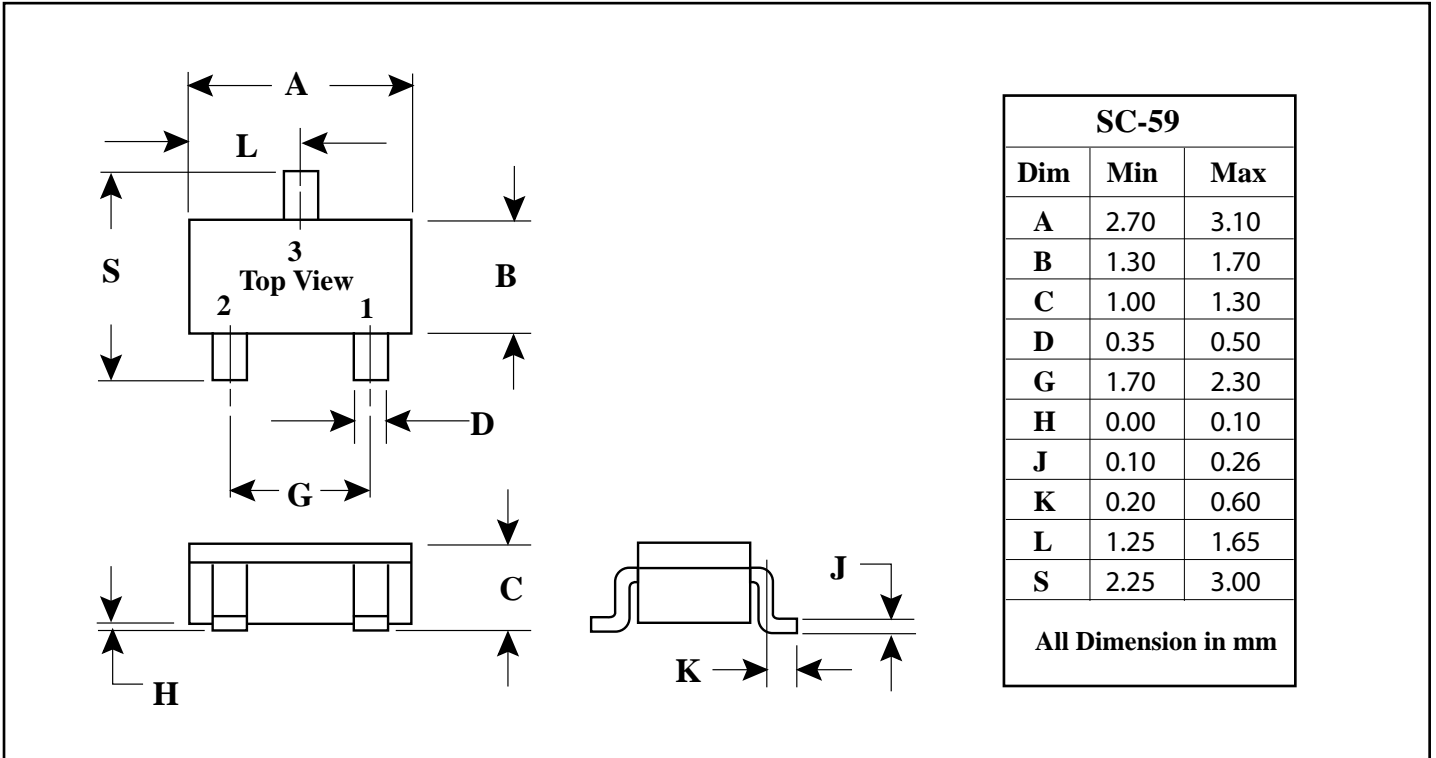 A
L
S
3
Top View
2 1
B
D
G
C
H
J
K
SC-59
Dim Min Max
A 2.70 3.10
B 1.30 1.70
C 1.00 1.30
D 0.35 0.50
G 1.70 2.30
H 0.00 0.10
J 0.10 0.26
K 0.20 0.60
L 1.25 1.65
S 2.25 3.00
All Dimension in mm